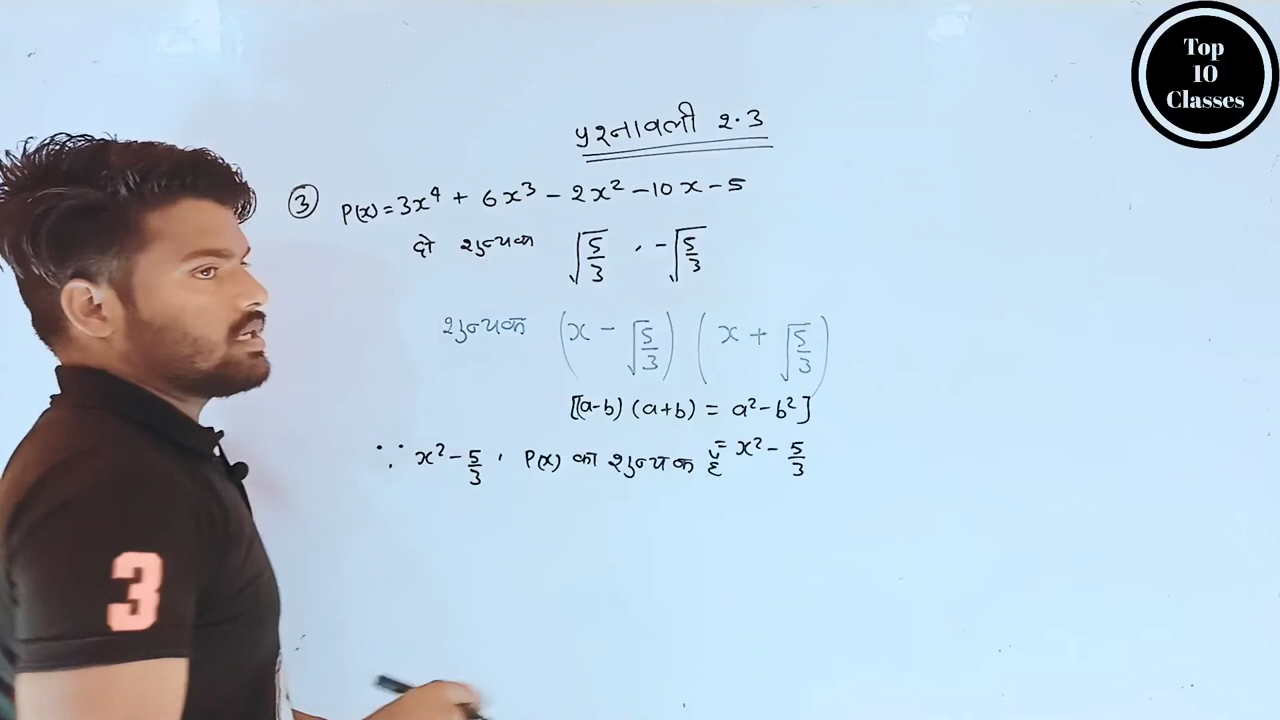 Top
10
Classes
प्रश्नावली २.3
③ P(x) = 3x⁴ + 6x³ - 2x² - 10x - 5
दो शुन्यक √5/3 , -√5/3
शुन्यक (x - √5/3) (x + √5/3)
[(a-b) (a+b) = a² - b²]
∵ x² - 5/3 , P(x) का शुन्यक है = x² - 5/3
3